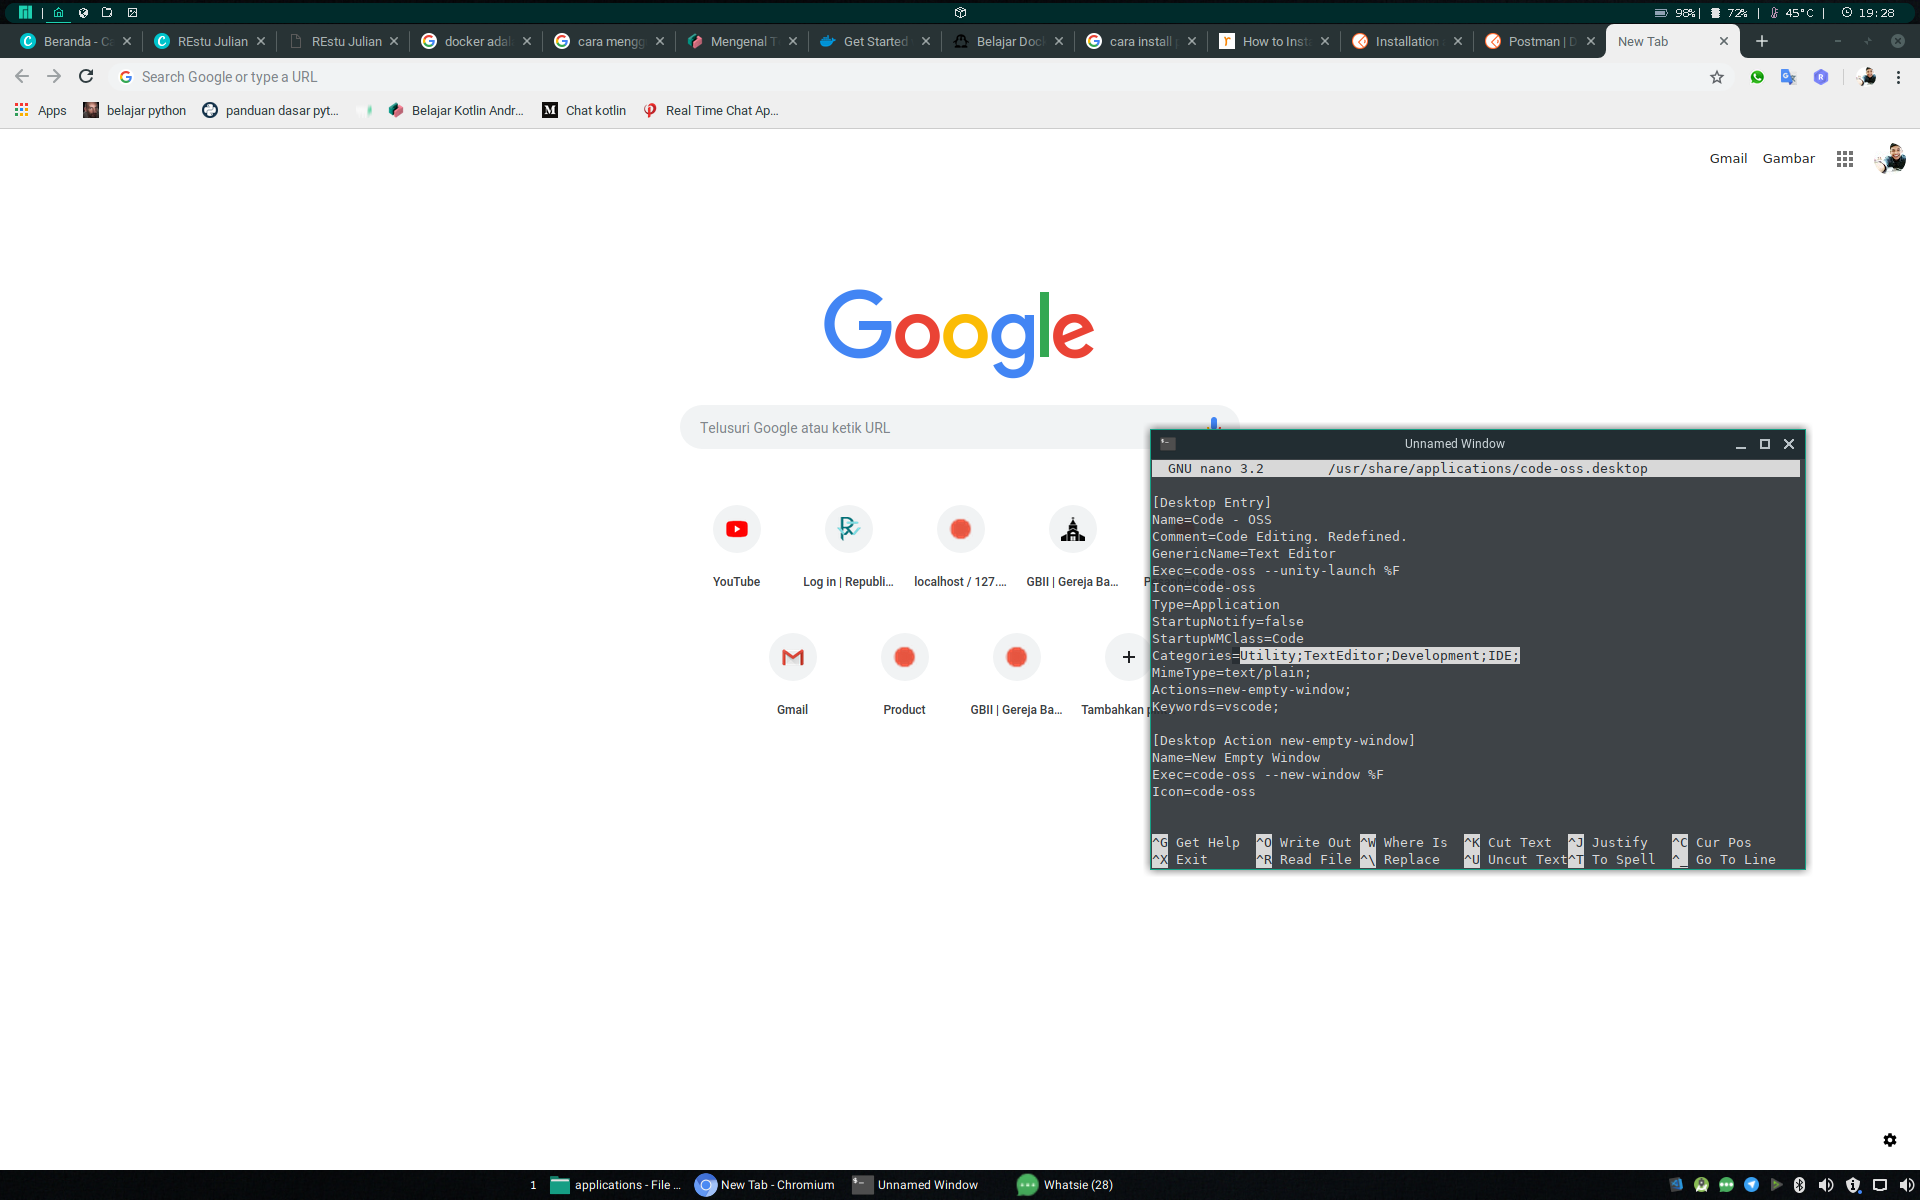 98%| 72% | 45°C | 19:28
Beranda - C
REstu Julian
REstu Julian
docker adal
cara mengg
Mengenal T
Get Started
Belajar Doc
cara install p
How to Inst
Installation
Postman | D
New Tab
Search Google or type a URL
Apps
belajar python
panduan dasar pyt...
Belajar Kotlin Andr...
Chat kotlin
Real Time Chat Ap...
Gmail
Gambar
Google
Telusuri Google atau ketik URL
YouTube
Log in | Republi...
localhost / 127....
GBII | Gereja Ba...
Gmail
Product
GBII | Gereja Ba...
Tambahkan
Unnamed Window
GNU nano 3.2 /usr/share/applications/code-oss.desktop
[Desktop Entry]
Name=Code - OSS
Comment=Code Editing. Redefined.
GenericName=Text Editor
Exec=code-oss --unity-launch %F
Icon=code-oss
Type=Application
StartupNotify=false
StartupWMClass=Code
Categories=Utility;TextEditor;Development;IDE;
MimeType=text/plain;
Actions=new-empty-window;
Keywords=vscode;
[Desktop Action new-empty-window]
Name=New Empty Window
Exec=code-oss --new-window %F
Icon=code-oss
^G Get Help ^O Write Out ^W Where Is ^K Cut Text ^J Justify ^C Cur Pos
^X Exit ^R Read File ^\ Replace ^U Uncut Text ^T To Spell ^_ Go To Line
1
applications - File ...
New Tab - Chromium
Unnamed Window
Whatsie (28)